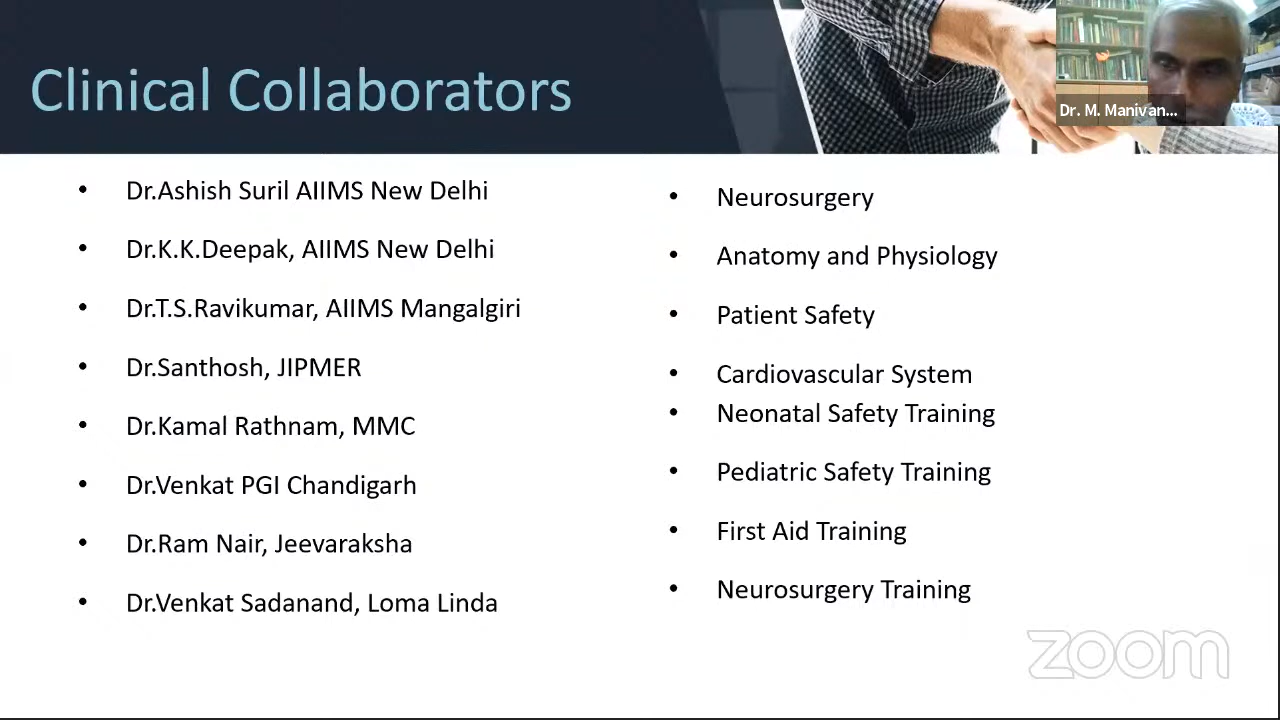 Clinical Collaborators
Dr. M. Manivan...
• Dr.Ashish Suril AIIMS New Delhi
• Dr.K.K.Deepak, AIIMS New Delhi
• Dr.T.S.Ravikumar, AIIMS Mangalgiri
• Dr.Santhosh, JIPMER
• Dr.Kamal Rathnam, MMC
• Dr.Venkat PGI Chandigarh
• Dr.Ram Nair, Jeevaraksha
• Dr.Venkat Sadanand, Loma Linda
• Neurosurgery
• Anatomy and Physiology
• Patient Safety
• Cardiovascular System
• Neonatal Safety Training
• Pediatric Safety Training
• First Aid Training
• Neurosurgery Training
zoom